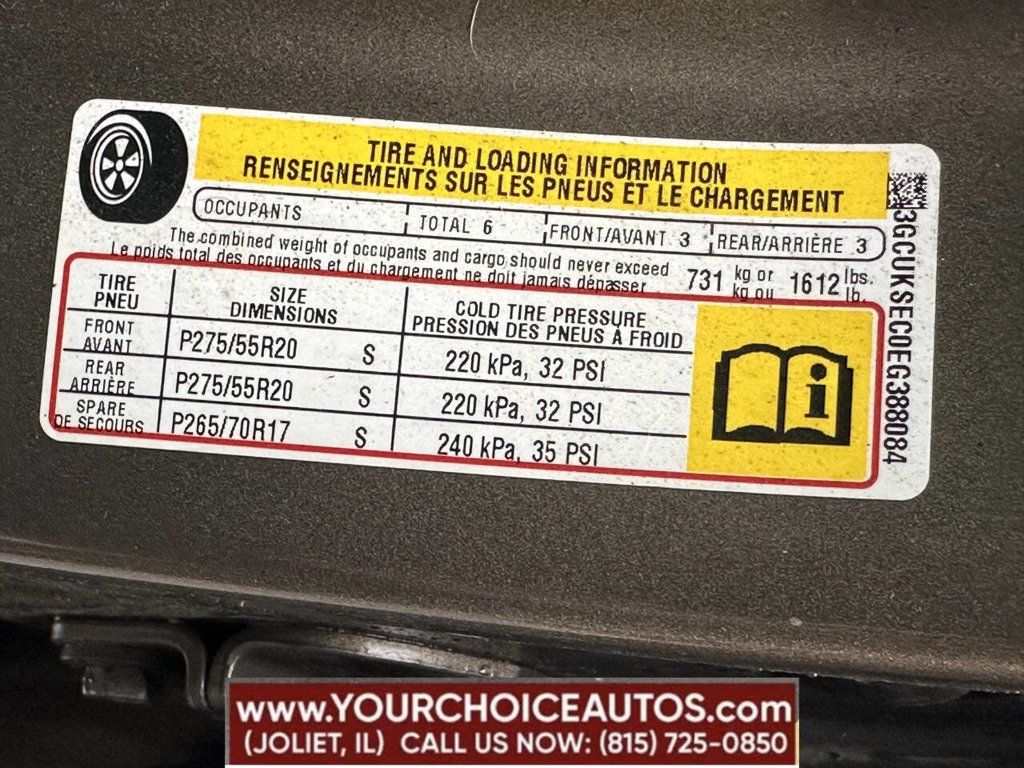 TIRE AND LOADING INFORMATION
RENSEIGNEMENTS SUR LES PNEUS ET LE CHARGEMENT
OCCUPANTS TOTAL 6 FRONT/AVANT 3 REAR/ARRIÈRE 3
The combined weight of occupants and cargo should never exceed 731 kg or 1612 lbs.
Le poids total des occupants et du chargement ne doit jamais dépasser kg ou lb.
TIRE SIZE COLD TIRE PRESSURE
PNEU DIMENSIONS PRESSION DES PNEUS À FROID
FRONT
AVANT P275/55R20 S 220 kPa, 32 PSI
REAR
ARRIÈRE P275/55R20 S 220 kPa, 32 PSI
SPARE
DE SECOURS P265/70R17 S 240 kPa, 35 PSI
i
3GCUKSEC0EG388084
www.YOURCHOICEAUTOS.com
(JOLIET, IL) CALL US NOW: (815) 725-0850